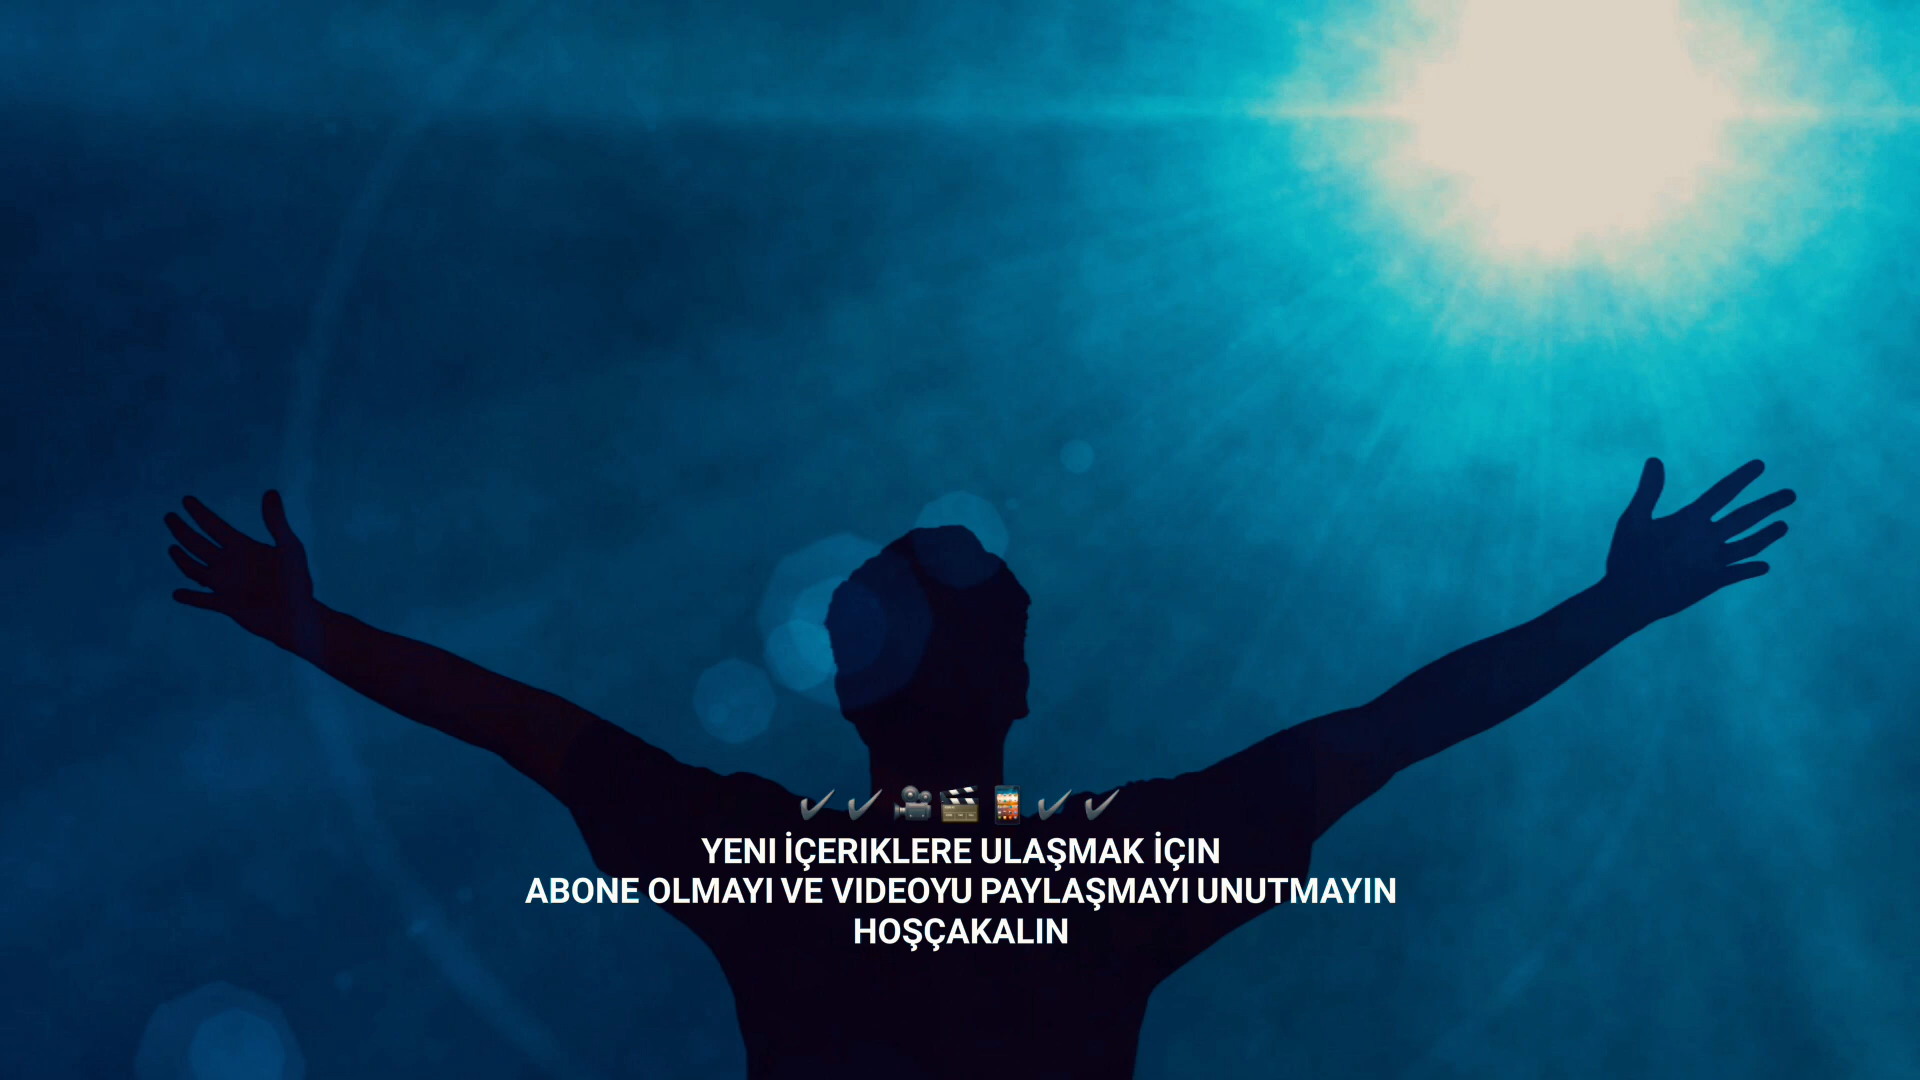 ✔✔🎥🎬📱✔✔
YENI İÇERIKLERE ULAŞMAK İÇIN
ABONE OLMAYI VE VIDEOYU PAYLAŞMAYI UNUTMAYIN
HOŞÇAKALIN